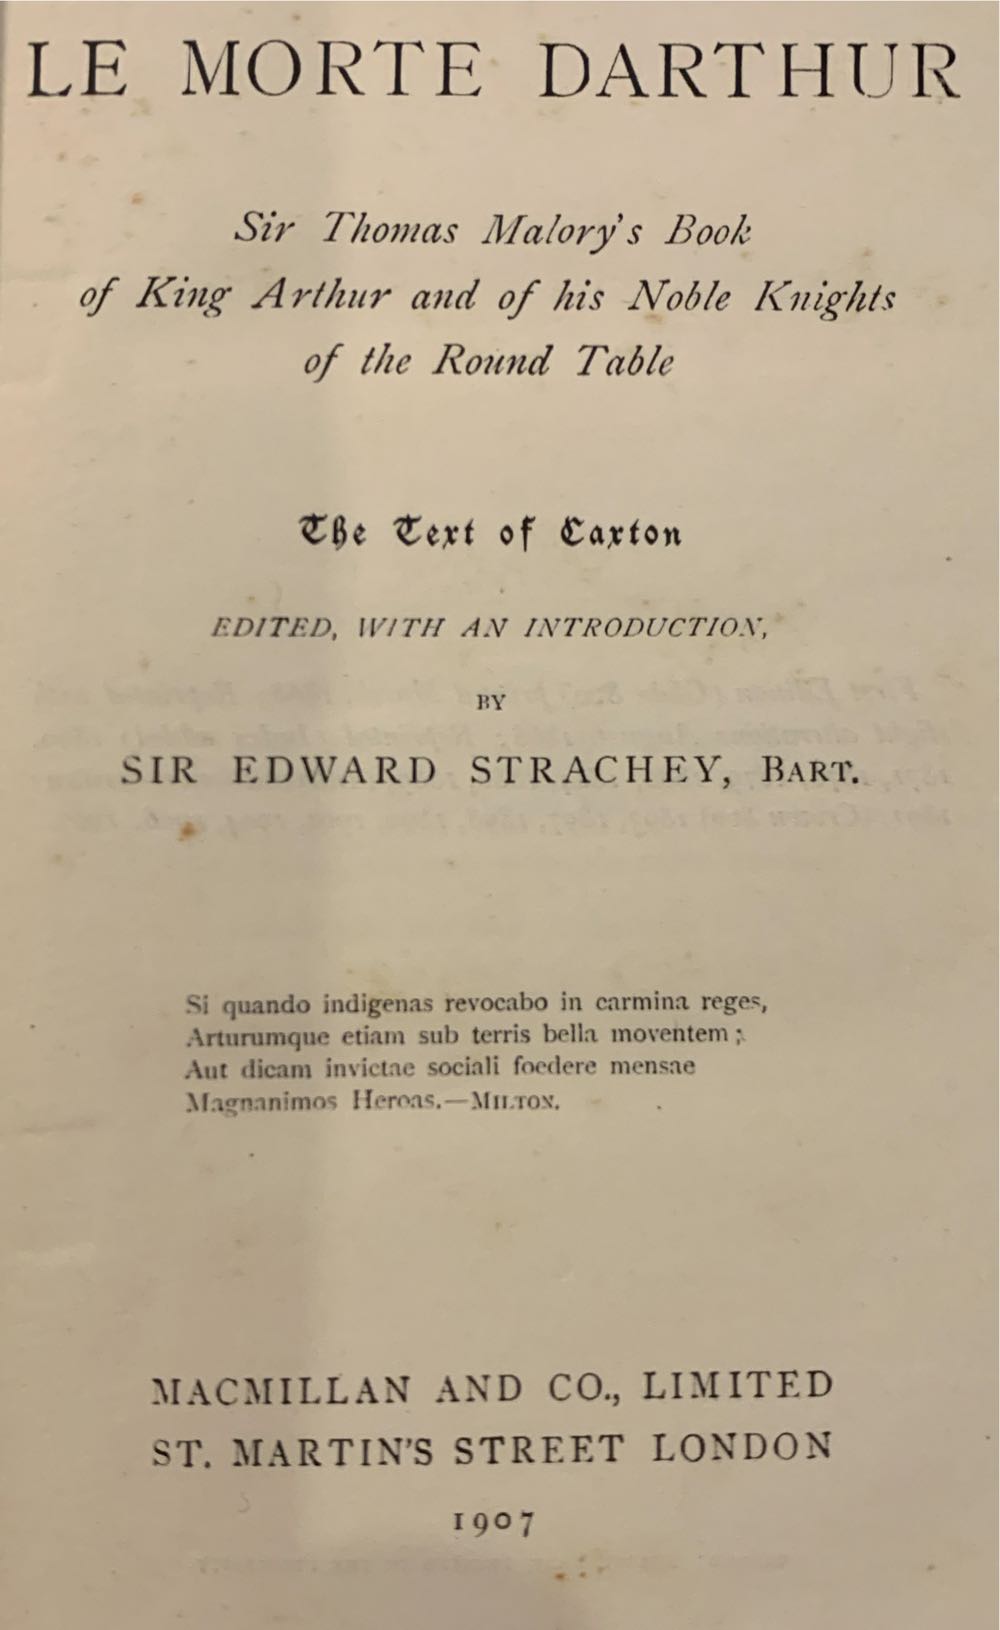 LE MORTE DARTHUR
Sir Thomas Malory's Book
of King Arthur and of his Noble Knights
of the Round Table
The Text of Caxton
EDITED, WITH AN INTRODUCTION,
BY
SIR EDWARD STRACHEY, BART.
Si quando indigenas revocabo in carmina reges,
Arturumque etiam sub terris bella moventem;
Aut dicam invictae sociali foedere mensae
Magnanimos Heroas.—MILTON.
MACMILLAN AND CO., LIMITED
ST. MARTIN'S STREET LONDON
1907